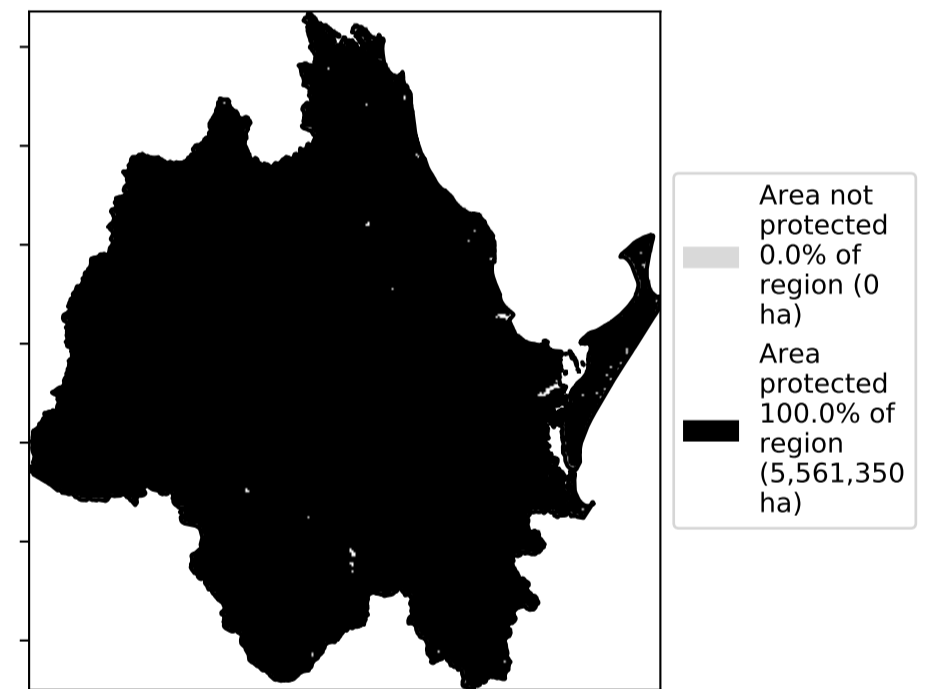 Area not
protected
0.0% of
region (0
ha)
Area
protected
100.0% of
region
(5,561,350
ha)